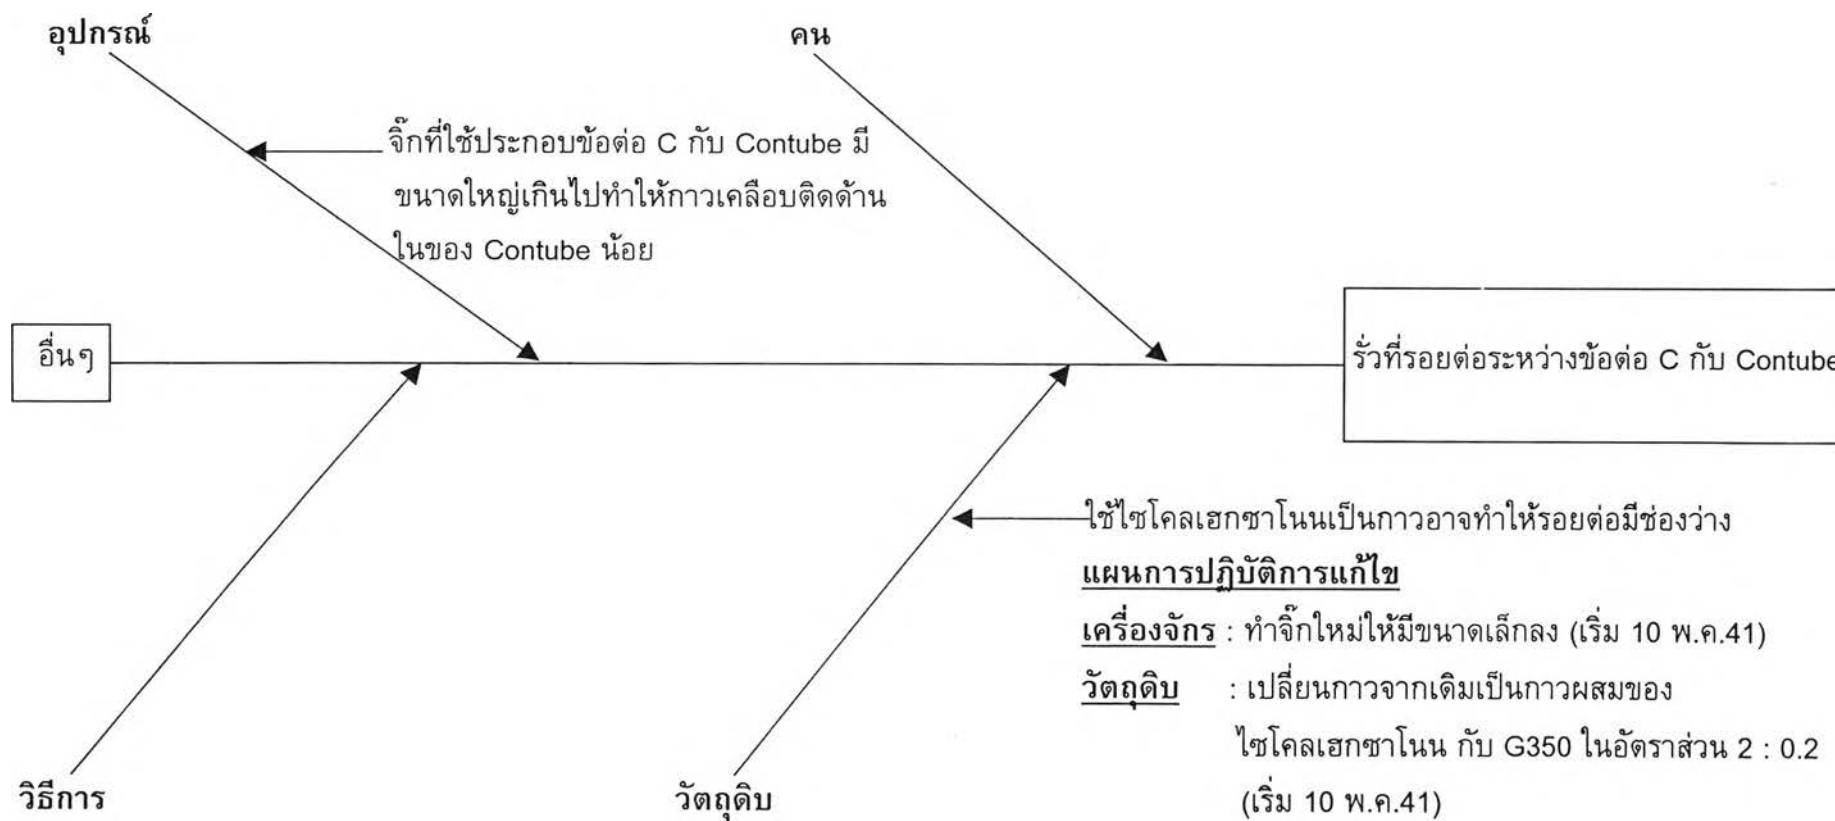 อุปกรณ์
คน
จิ๊กที่ใช้ประกอบข้อต่อ C กับ Contube มี
ขนาดใหญ่เกินไปทำให้กาวเคลือบติดด้าน
ในของ Contube น้อย
อื่นๆ
รั่วที่รอยต่อระหว่างข้อต่อ C กับ Contube
ใช้ไซโคลเฮกซาโนนเป็นกาวอาจทำให้รอยต่อมีช่องว่าง
แผนการปฏิบัติการแก้ไข
เครื่องจักร : ทำจิ๊กใหม่ให้มีขนาดเล็กลง (เริ่ม 10 พ.ค.41)
วัตถุดิบ : เปลี่ยนกาวจากเดิมเป็นกาวผสมของ
ไซโคลเฮกซาโนน กับ G350 ในอัตราส่วน 2 : 0.2
(เริ่ม 10 พ.ค.41)
วิธีการ
วัตถุดิบ